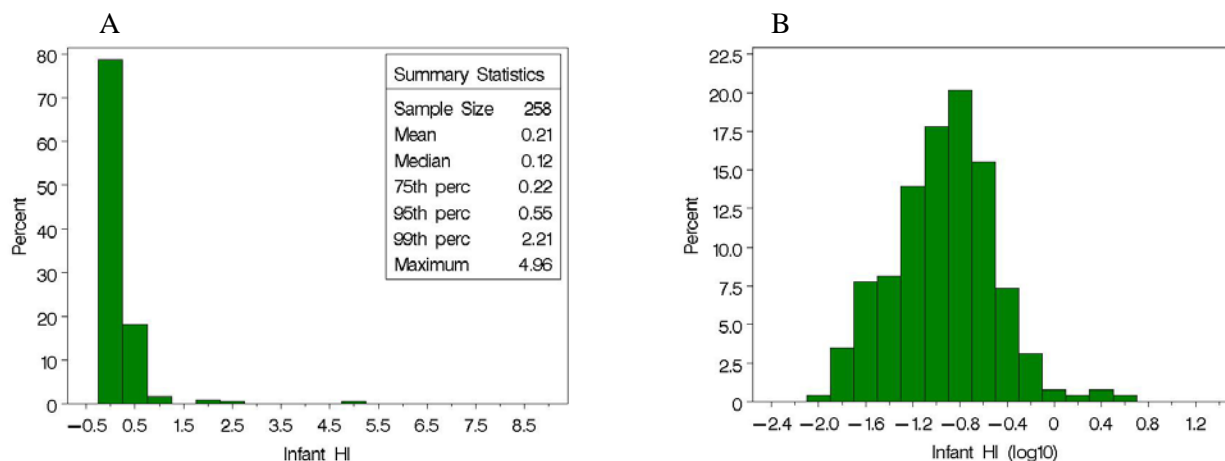 A
80
70
60
50
40
30
20
10
0
Percent
Summary Statistics
Sample Size 258
Mean 0.21
Median 0.12
75th perc 0.22
95th perc 0.55
99th perc 2.21
Maximum 4.96
−0.5 0.5 1.5 2.5 3.5 4.5 5.5 6.5 7.5 8.5
Infant HI
B
22.5
20.0
17.5
15.0
12.5
10.0
7.5
5.0
2.5
0
Percent
−2.4 −2.0 −1.6 −1.2 −0.8 −0.4 0 0.4 0.8 1.2
Infant HI (log10)